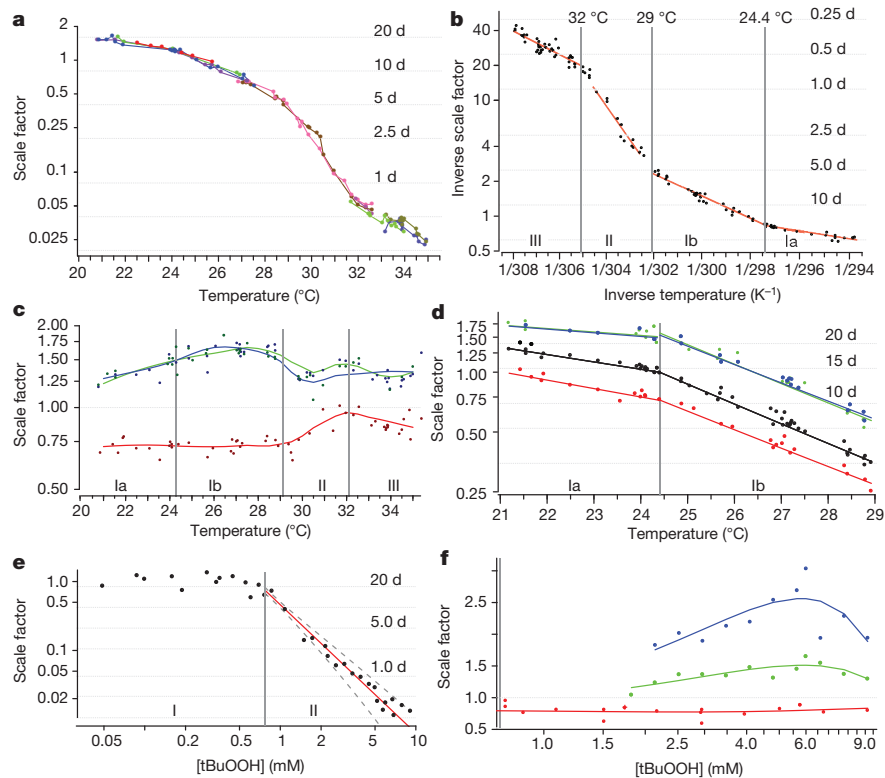 a
Scale factor
2
1
0.5
0.25
0.1
0.05
0.025
20 d
10 d
5 d
2.5 d
1 d
20 22 24 26 28 30 32 34
Temperature (°C)
b
Inverse scale factor
40
20
10
4
2
1
0.5
32 °C 29 °C 24.4 °C
0.25 d
0.5 d
1.0 d
2.5 d
5.0 d
10 d
III II Ib Ia
1/308 1/306 1/304 1/302 1/300 1/298 1/296 1/294
Inverse temperature (K⁻¹)
c
Scale factor
2.00
1.50
1.25
1.00
0.75
0.50
Ia Ib II III
20 22 24 26 28 30 32 34
Temperature (°C)
d
Scale factor
1.75
1.50
1.25
1.00
0.75
0.50
0.25
20 d
15 d
10 d
Ia Ib
21 22 23 24 25 26 27 28 29
Temperature (°C)
e
Scale factor
1.0
0.5
0.1
0.05
0.02
20 d
5.0 d
1.0 d
I II
0.05 0.2 0.5 1 2 5 10
[tBuOOH] (mM)
f
Scale factor
2.5
1.5
1.0
0.5
1.0 1.5 2.5 4.0 6.0 9.0
[tBuOOH] (mM)